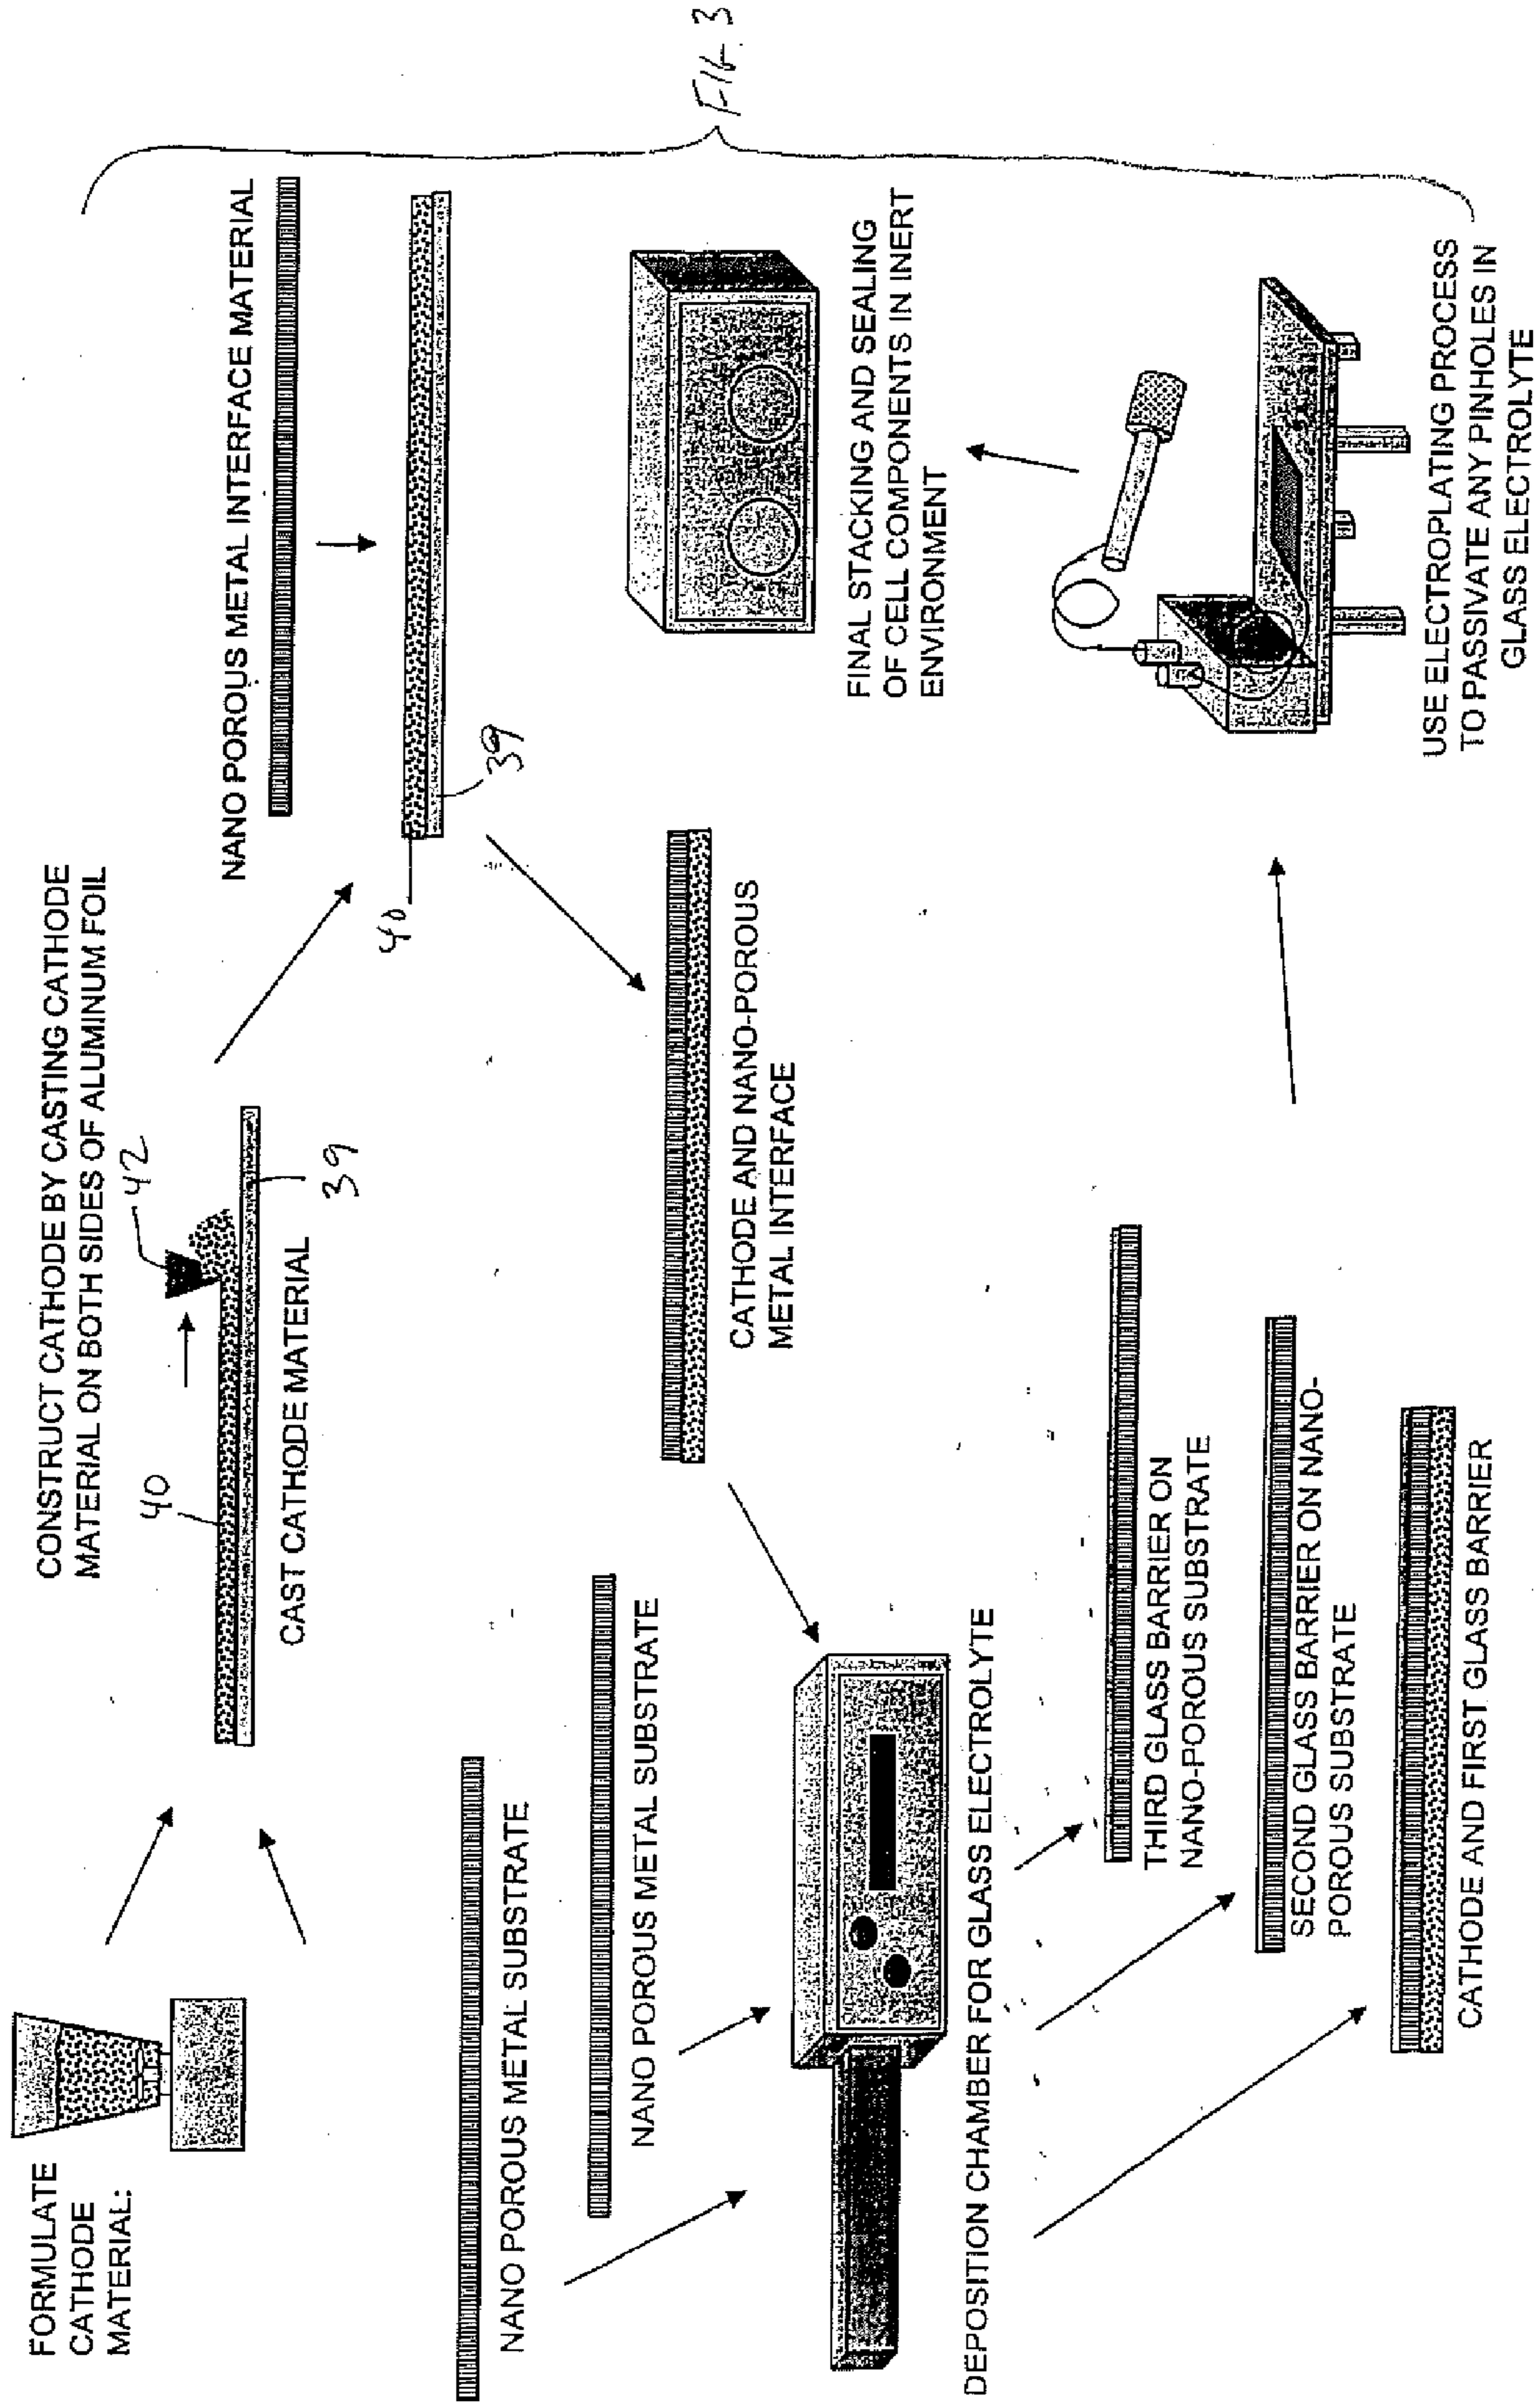 FORMULATE
CATHODE
MATERIAL:
CONSTRUCT CATHODE BY CASTING CATHODE
MATERIAL ON BOTH SIDES OF ALUMINUM FOIL
40
42
39
CAST CATHODE MATERIAL
NANO POROUS METAL INTERFACE MATERIAL
40
39
NANO POROUS METAL SUBSTRATE
NANO POROUS METAL SUBSTRATE
CATHODE AND NANO-POROUS
METAL INTERFACE
FINAL STACKING AND SEALING
OF CELL COMPONENTS IN INERT
ENVIRONMENT
DEPOSITION CHAMBER FOR GLASS ELECTROLYTE
THIRD GLASS BARRIER ON
NANO-POROUS SUBSTRATE
SECOND GLASS BARRIER ON NANO-
POROUS SUBSTRATE
CATHODE AND FIRST GLASS BARRIER
USE ELECTROPLATING PROCESS
TO PASSIVATE ANY PINHOLES IN
GLASS ELECTROLYTE
FIG. 3